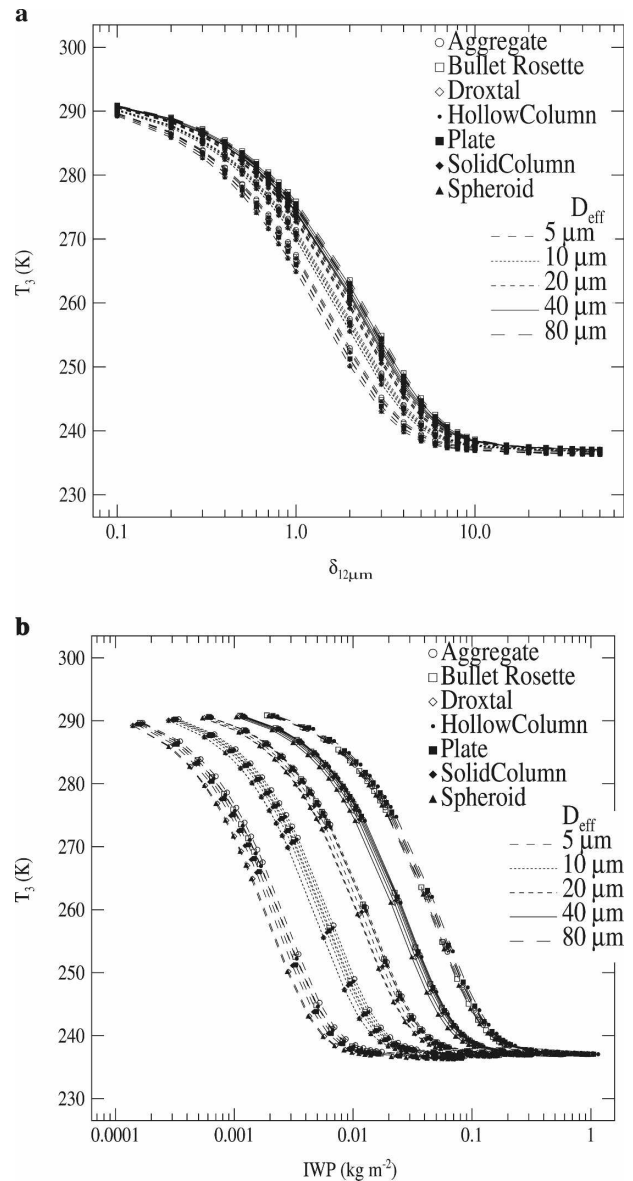 a
300
290
280
270
260
250
240
230
T₃ (K)
Aggregate
Bullet Rosette
Droxtal
HollowColumn
Plate
SolidColumn
Spheroid
D_eff
5 μm
10 μm
20 μm
40 μm
80 μm
0.1
1.0
10.0
δ₁₂μm
b
300
290
280
270
260
250
240
230
T₃ (K)
Aggregate
Bullet Rosette
Droxtal
HollowColumn
Plate
SolidColumn
Spheroid
D_eff
5 μm
10 μm
20 μm
40 μm
80 μm
0.0001
0.001
0.01
0.1
1
IWP (kg m⁻²)